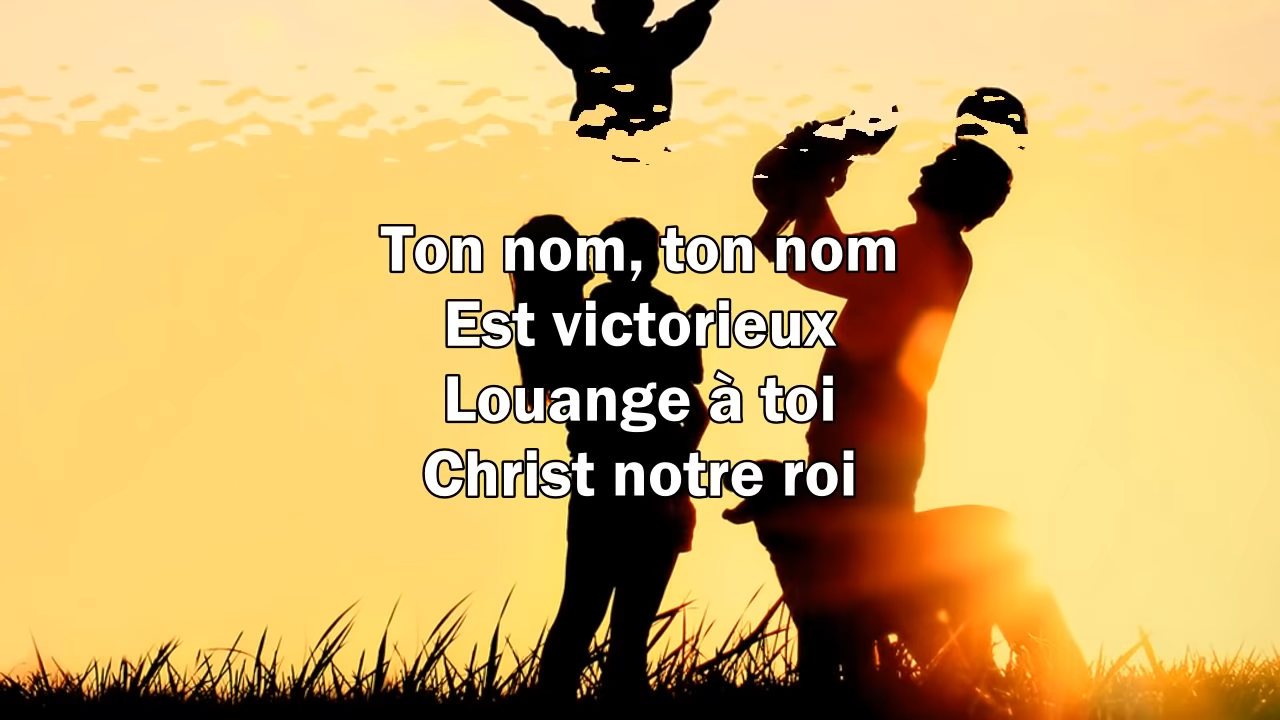 Ton nom, ton nom
Est victorieux
Louange à toi
Christ notre roi